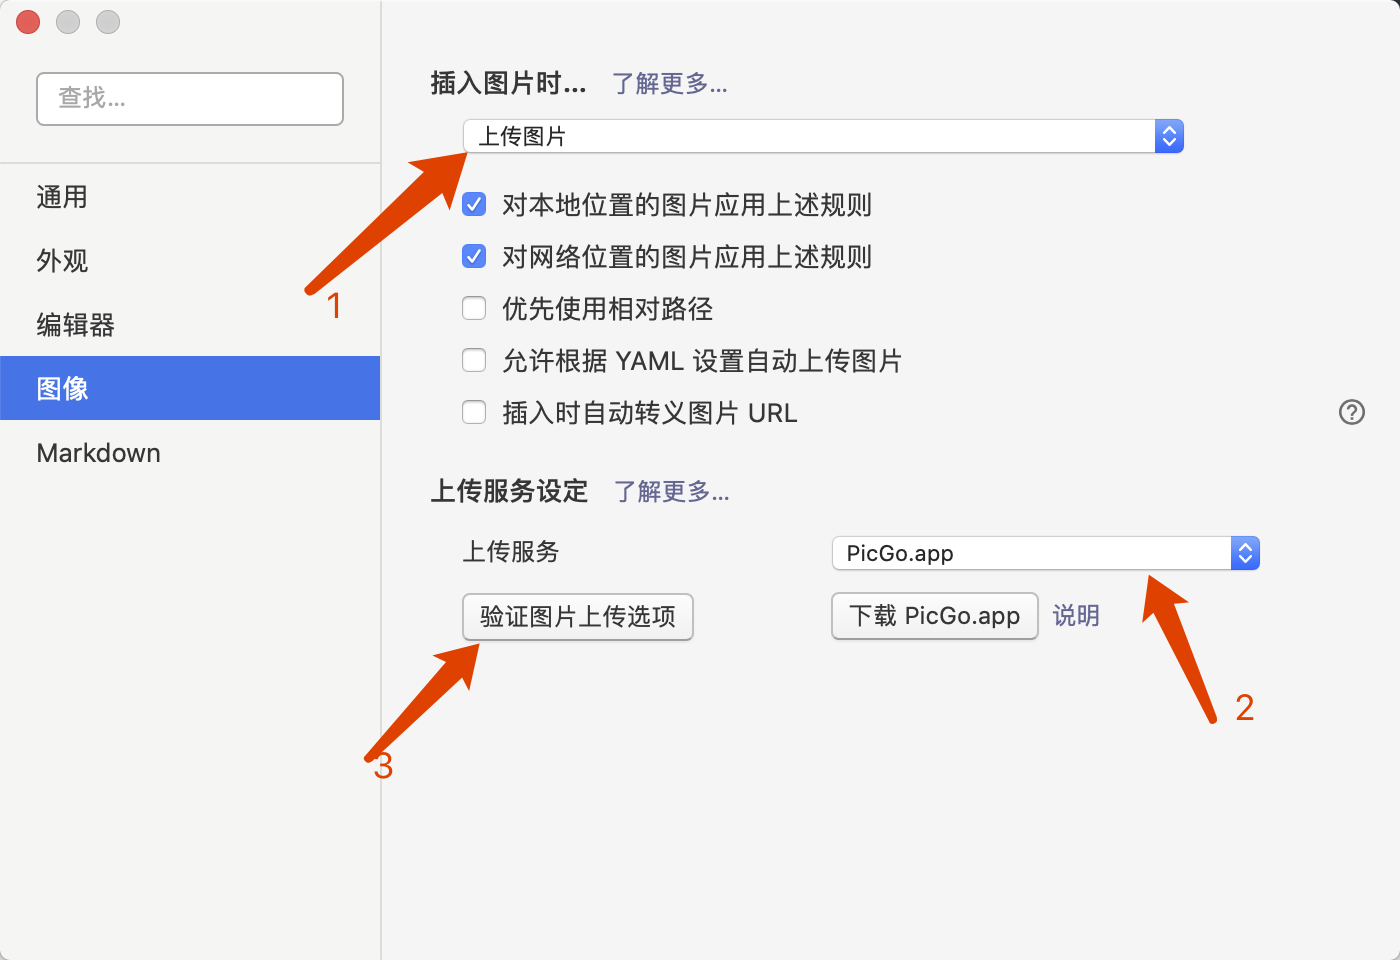 查找...
通用
外观
编辑器
图像
Markdown
插入图片时... 了解更多...
上传图片
1
对本地位置的图片应用上述规则
对网络位置的图片应用上述规则
优先使用相对路径
允许根据 YAML 设置自动上传图片
插入时自动转义图片 URL
?
上传服务设定 了解更多...
上传服务 PicGo.app
验证图片上传选项 下载 PicGo.app 说明
2
3